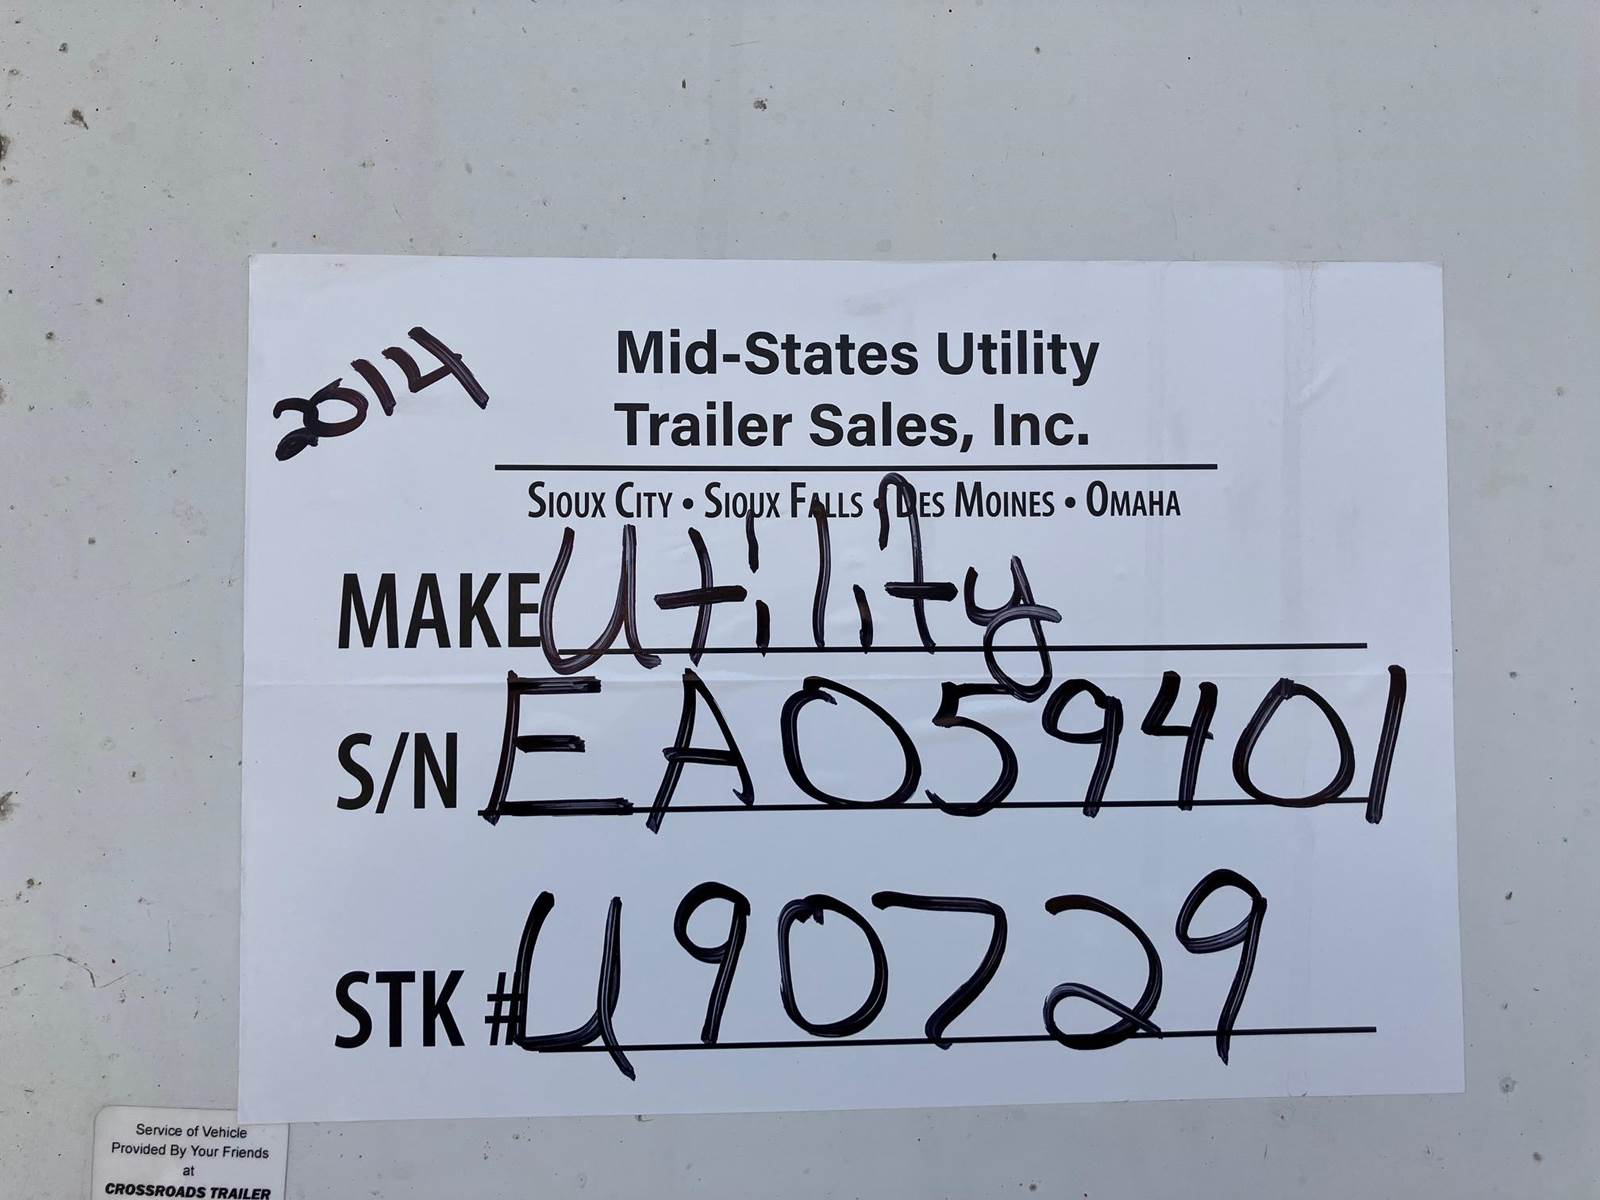 2014
Mid-States Utility
Trailer Sales, Inc.
SIOUX CITY • SIOUX FALLS • DES MOINES • OMAHA
MAKE Utility
S/N EA059401
STK # U90729
Service of Vehicle
Provided By Your Friends
at
CROSSROADS TRAILER